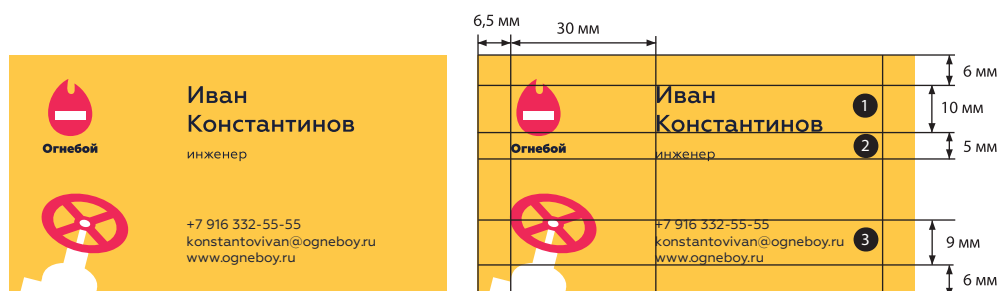 Иван
Константинов
Огнебой
инженер
+7 916 332-55-55
konstantovivan@ogneboy.ru
www.ogneboy.ru
6,5 мм
30 мм
6 мм
Иван
Константинов
1
10 мм
Огнебой
инженер
2
5 мм
+7 916 332-55-55
konstantovivan@ogneboy.ru
www.ogneboy.ru
3
9 мм
6 мм